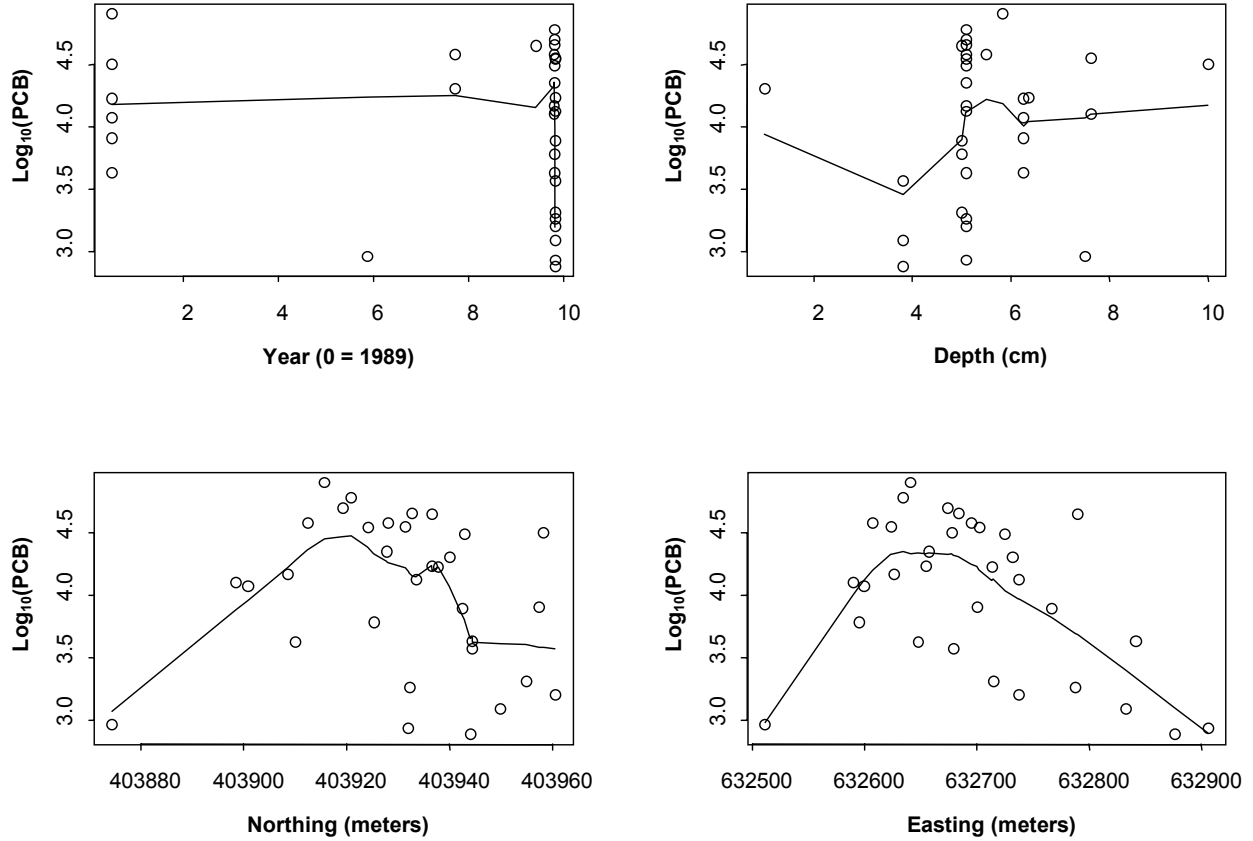 Log₁₀(PCB)
3.0 3.5 4.0 4.5
2 4 6 8 10
Year (0 = 1989)
Log₁₀(PCB)
3.0 3.5 4.0 4.5
2 4 6 8 10
Depth (cm)
Log₁₀(PCB)
3.0 3.5 4.0 4.5
403880 403900 403920 403940 403960
Northing (meters)
Log₁₀(PCB)
3.0 3.5 4.0 4.5
632500 632600 632700 632800 632900
Easting (meters)